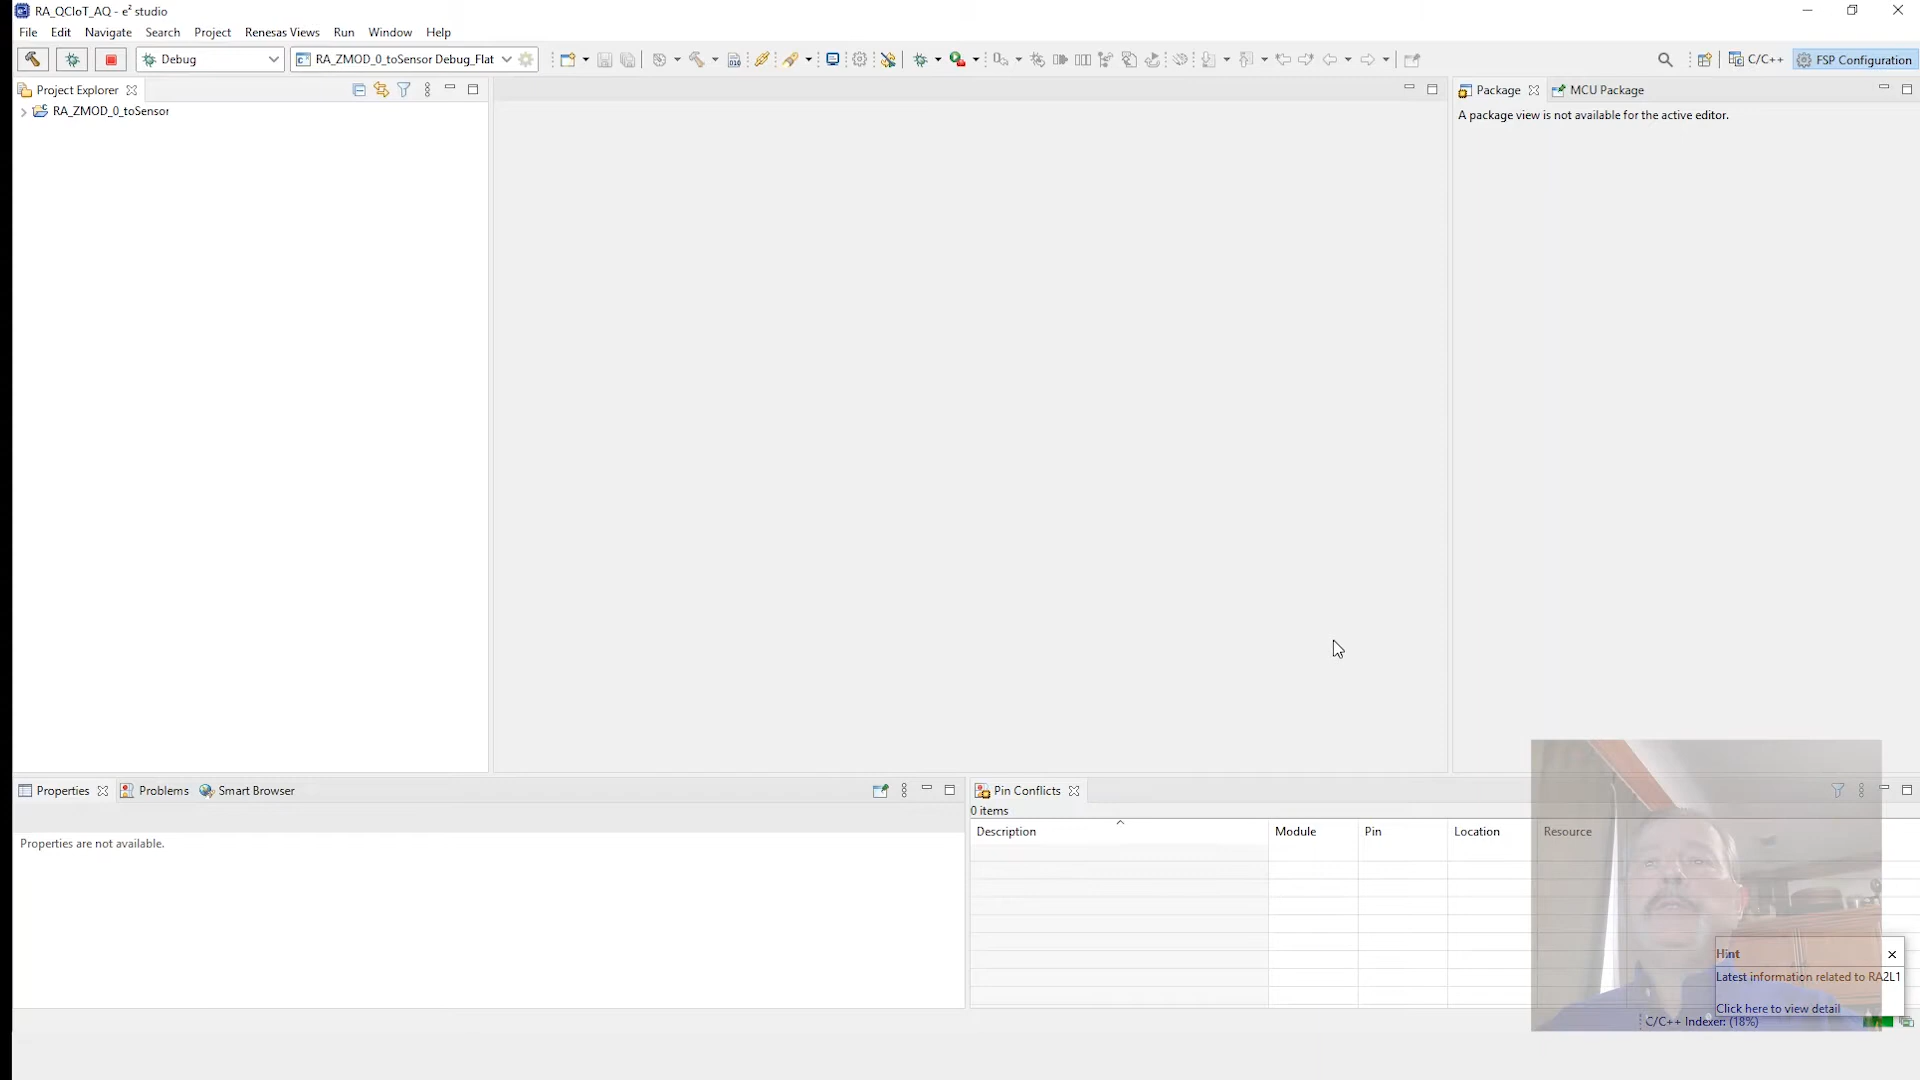 RA_QCIoT_AQ - e² studio
File Edit Navigate Search Project Renesas Views Run Window Help
Debug RA_ZMOD_0_toSensor Debug_Flat C/C++ FSP Configuration
Project Explorer
RA_ZMOD_0_toSensor
Package MCU Package
A package view is not available for the active editor.
Properties Problems Smart Browser
Properties are not available.
Pin Conflicts
0 items
Description Module Pin Location Resource
Hint
Latest information related to RA2L1
Click here to view detail
C/C++ Indexer: (18%)